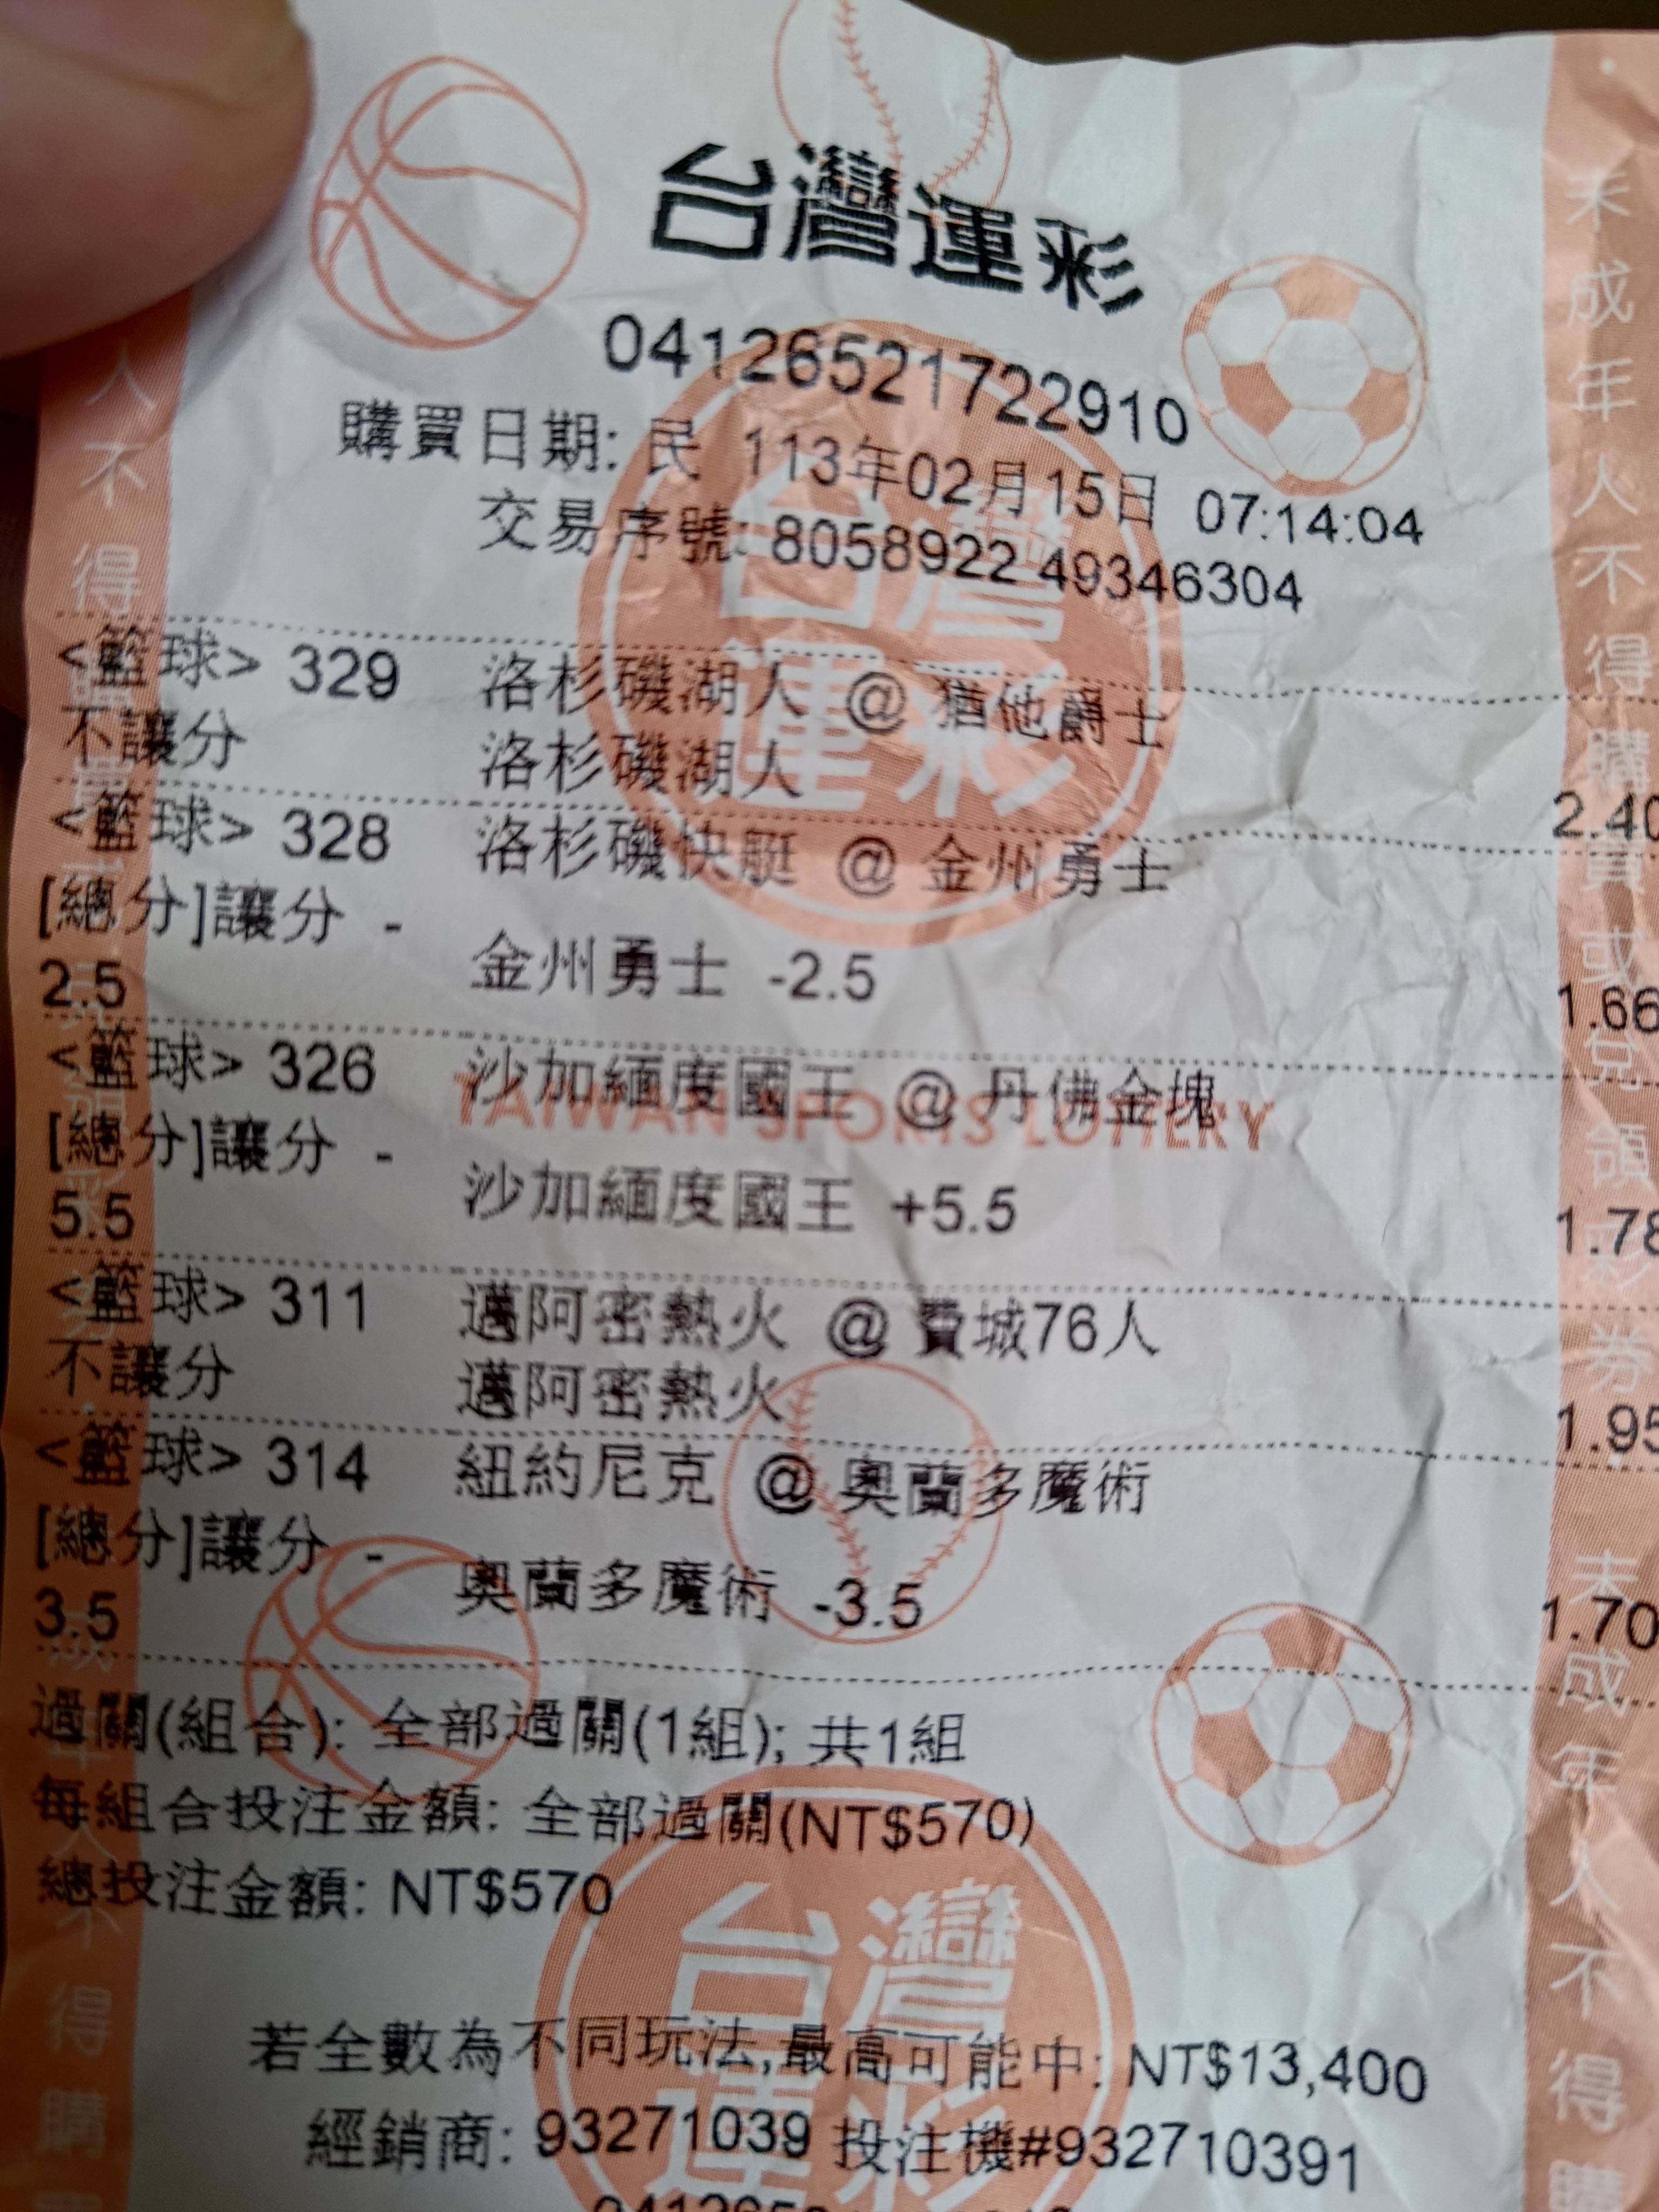 台灣運彩
04126521722910
購買日期: 民 113年02月15日 07:14:04
交易序號: 8058922 49346304
<籃球> 329 洛杉磯湖人 @ 猶他爵士
不讓分 洛杉磯湖人 2.40
<籃球> 328 洛杉磯快艇 @ 金州勇士
[總分]讓分 -
2.5 金州勇士 -2.5 1.66
<籃球> 326 沙加緬度國王 @ 丹佛金塊
TAIWAN SPORTS LOTTERY
[總分]讓分 -
5.5 沙加緬度國王 +5.5 1.78
<籃球> 311 邁阿密熱火 @ 費城76人
不讓分 邁阿密熱火 1.95
<籃球> 314 紐約尼克 @ 奧蘭多魔術
[總分]讓分 -
3.5 奧蘭多魔術 -3.5 1.70
過關(組合): 全部過關(1組); 共1組
每組合投注金額: 全部過關(NT$570)
總投注金額: NT$570
若全數為不同玩法,最高可能中: NT$13,400
經銷商: 93271039 投注機#932710391
台灣運彩
台灣運彩
未成年人不得購買或兌領彩券．未成年人不得購